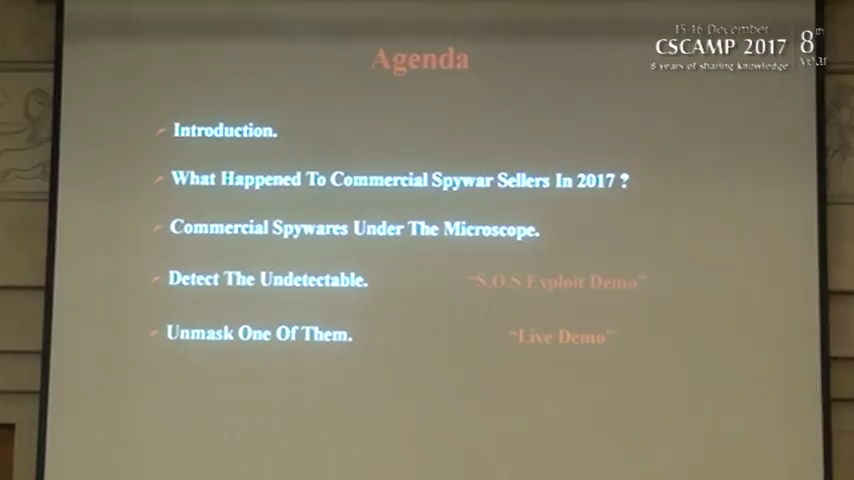 15-16 December
CSCAMP 2017
8th year
8 years of sharing knowledge
Agenda
Introduction.
What Happened To Commercial Spywar Sellers In 2017 ?
Commercial Spywares Under The Microscope.
Detect The Undetectable. "S.O.S Exploit Demo"
Unmask One Of Them. "Live Demo"